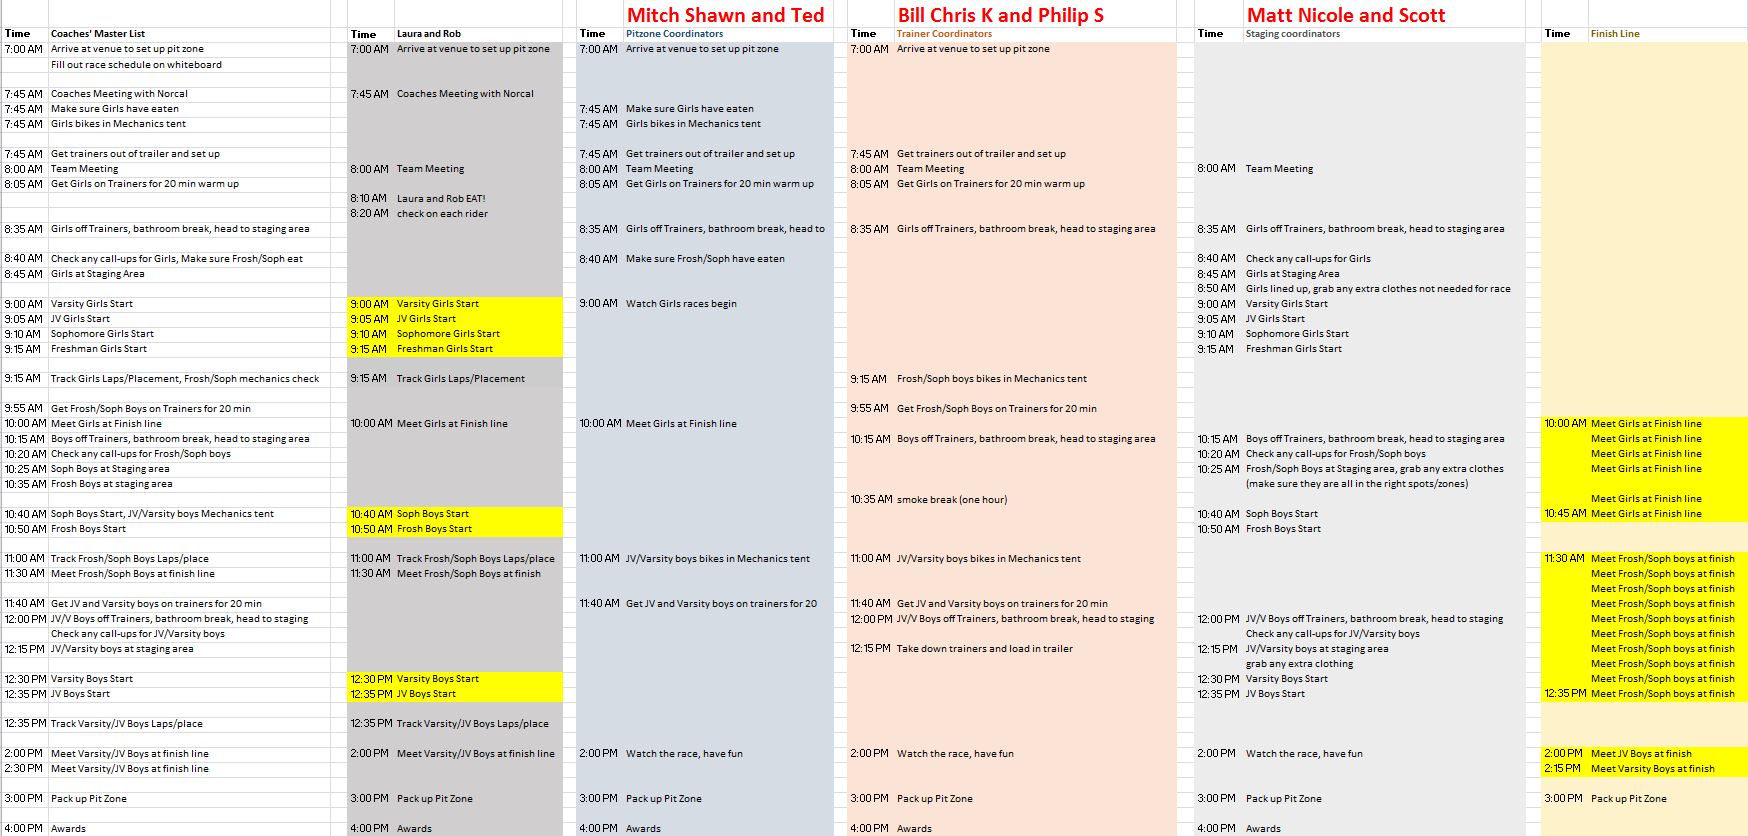 Mitch Shawn and Ted Bill Chris K and Philip S Matt Nicole and Scott
Time Coaches' Master List Time Laura and Rob Time Pitzone Coordinators Time Trainer Coordinators Time Staging coordinators Time Finish Line
7:00 AM Arrive at venue to set up pit zone 7:00 AM Arrive at venue to set up pit zone 7:00 AM Arrive at venue to set up pit zone 7:00 AM Arrive at venue to set up pit zone
Fill out race schedule on whiteboard
7:45 AM Coaches Meeting with Norcal 7:45 AM Coaches Meeting with Norcal
7:45 AM Make sure Girls have eaten 7:45 AM Make sure Girls have eaten
7:45 AM Girls bikes in Mechanics tent 7:45 AM Girls bikes in Mechanics tent
7:45 AM Get trainers out of trailer and set up 7:45 AM Get trainers out of trailer and set up 7:45 AM Get trainers out of trailer and set up
8:00 AM Team Meeting 8:00 AM Team Meeting 8:00 AM Team Meeting 8:00 AM Team Meeting 8:00 AM Team Meeting
8:05 AM Get Girls on Trainers for 20 min warm up 8:05 AM Get Girls on Trainers for 20 min warm up 8:05 AM Get Girls on Trainers for 20 min warm up
8:10 AM Laura and Rob EAT!
8:20 AM check on each rider
8:35 AM Girls off Trainers, bathroom break, head to staging area 8:35 AM Girls off Trainers, bathroom break, head to 8:35 AM Girls off Trainers, bathroom break, head to staging area 8:35 AM Girls off Trainers, bathroom break, head to staging area
8:40 AM Check any call-ups for Girls, Make sure Frosh/Soph eat 8:40 AM Make sure Frosh/Soph have eaten 8:40 AM Check any call-ups for Girls
8:45 AM Girls at Staging Area 8:45 AM Girls at Staging Area
8:50 AM Girls lined up, grab any extra clothes not needed for race
9:00 AM Varsity Girls Start 9:00 AM Varsity Girls Start 9:00 AM Watch Girls races begin 9:00 AM Varsity Girls Start
9:05 AM JV Girls Start 9:05 AM JV Girls Start 9:05 AM JV Girls Start
9:10 AM Sophomore Girls Start 9:10 AM Sophomore Girls Start 9:10 AM Sophomore Girls Start
9:15 AM Freshman Girls Start 9:15 AM Freshman Girls Start 9:15 AM Freshman Girls Start
9:15 AM Track Girls Laps/Placement, Frosh/Soph mechanics check 9:15 AM Track Girls Laps/Placement 9:15 AM Frosh/Soph boys bikes in Mechanics tent
9:55 AM Get Frosh/Soph Boys on Trainers for 20 min 9:55 AM Get Frosh/Soph Boys on Trainers for 20 min
10:00 AM Meet Girls at Finish line 10:00 AM Meet Girls at Finish line 10:00 AM Meet Girls at Finish line 10:00 AM Meet Girls at Finish line
10:15 AM Boys off Trainers, bathroom break, head to staging area 10:15 AM Boys off Trainers, bathroom break, head to staging area 10:15 AM Boys off Trainers, bathroom break, head to staging area Meet Girls at Finish line
10:20 AM Check any call-ups for Frosh/Soph boys 10:20 AM Check any call-ups for Frosh/Soph boys Meet Girls at Finish line
10:25 AM Soph Boys at Staging area 10:25 AM Frosh/Soph Boys at Staging area, grab any extra clothes Meet Girls at Finish line
10:35 AM Frosh Boys at staging area (make sure they are all in the right spots/zones)
10:35 AM smoke break (one hour) Meet Girls at Finish line
10:40 AM Soph Boys Start, JV/Varsity boys Mechanics tent 10:40 AM Soph Boys Start 10:40 AM Soph Boys Start 10:45 AM Meet Girls at Finish line
10:50 AM Frosh Boys Start 10:50 AM Frosh Boys Start 10:50 AM Frosh Boys Start
11:00 AM Track Frosh/Soph Boys Laps/place 11:00 AM Track Frosh/Soph Boys Laps/place 11:00 AM JV/Varsity boys bikes in Mechanics tent 11:00 AM JV/Varsity boys bikes in Mechanics tent 11:30 AM Meet Frosh/Soph boys at finish
11:30 AM Meet Frosh/Soph Boys at finish line 11:30 AM Meet Frosh/Soph Boys at finish Meet Frosh/Soph boys at finish
Meet Frosh/Soph boys at finish
11:40 AM Get JV and Varsity boys on trainers for 20 min 11:40 AM Get JV and Varsity boys on trainers for 20 11:40 AM Get JV and Varsity boys on trainers for 20 min Meet Frosh/Soph boys at finish
12:00 PM JV/V Boys off Trainers, bathroom break, head to staging 12:00 PM JV/V Boys off Trainers, bathroom break, head to staging 12:00 PM JV/V Boys off Trainers, bathroom break, head to staging Meet Frosh/Soph boys at finish
Check any call-ups for JV/Varsity boys Check any call-ups for JV/Varsity boys Meet Frosh/Soph boys at finish
12:15 PM JV/Varsity boys at staging area 12:15 PM Take down trainers and load in trailer 12:15 PM JV/Varsity boys at staging area Meet Frosh/Soph boys at finish
grab any extra clothing Meet Frosh/Soph boys at finish
12:30 PM Varsity Boys Start 12:30 PM Varsity Boys Start 12:30 PM Varsity Boys Start Meet Frosh/Soph boys at finish
12:35 PM JV Boys Start 12:35 PM JV Boys Start 12:35 PM JV Boys Start 12:35 PM Meet Frosh/Soph boys at finish
12:35 PM Track Varsity/JV Boys Laps/place 12:35 PM Track Varsity/JV Boys Laps/place
2:00 PM Meet Varsity/JV Boys at finish line 2:00 PM Meet Varsity/JV Boys at finish line 2:00 PM Watch the race, have fun 2:00 PM Watch the race, have fun 2:00 PM Watch the race, have fun 2:00 PM Meet JV Boys at finish
2:30 PM Meet Varsity/JV Boys at finish line 2:15 PM Meet Varsity Boys at finish
3:00 PM Pack up Pit Zone 3:00 PM Pack up Pit Zone 3:00 PM Pack up Pit Zone 3:00 PM Pack up Pit Zone 3:00 PM Pack up Pit Zone 3:00 PM Pack up Pit Zone
4:00 PM Awards 4:00 PM Awards 4:00 PM Awards 4:00 PM Awards 4:00 PM Awards